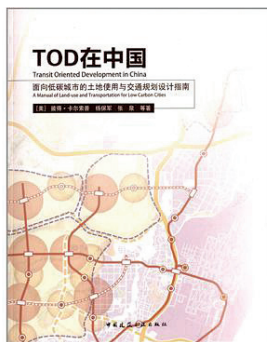 TOD在中国
Transit Oriented Development in China
面向低碳城市的土地使用与交通规划设计指南
A Manual of Land-use and Transportation for Low Carbon Cities
[美] 彼得·卡尔索普 杨保军 张泉 等著
中国建筑工业出版社